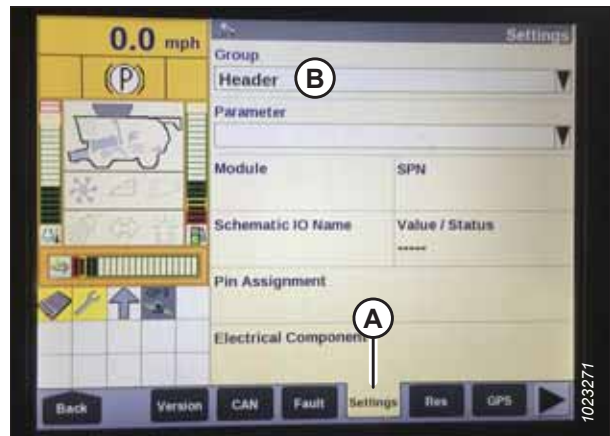 0.0 mph
Settings
Group
(P)
Header
B
Parameter
Module
SPN
Schematic IO Name
Value / Status
-----
Pin Assignment
A
Electrical Component
Back
Version
CAN
Fault
Settings
Res
GPS
1023271